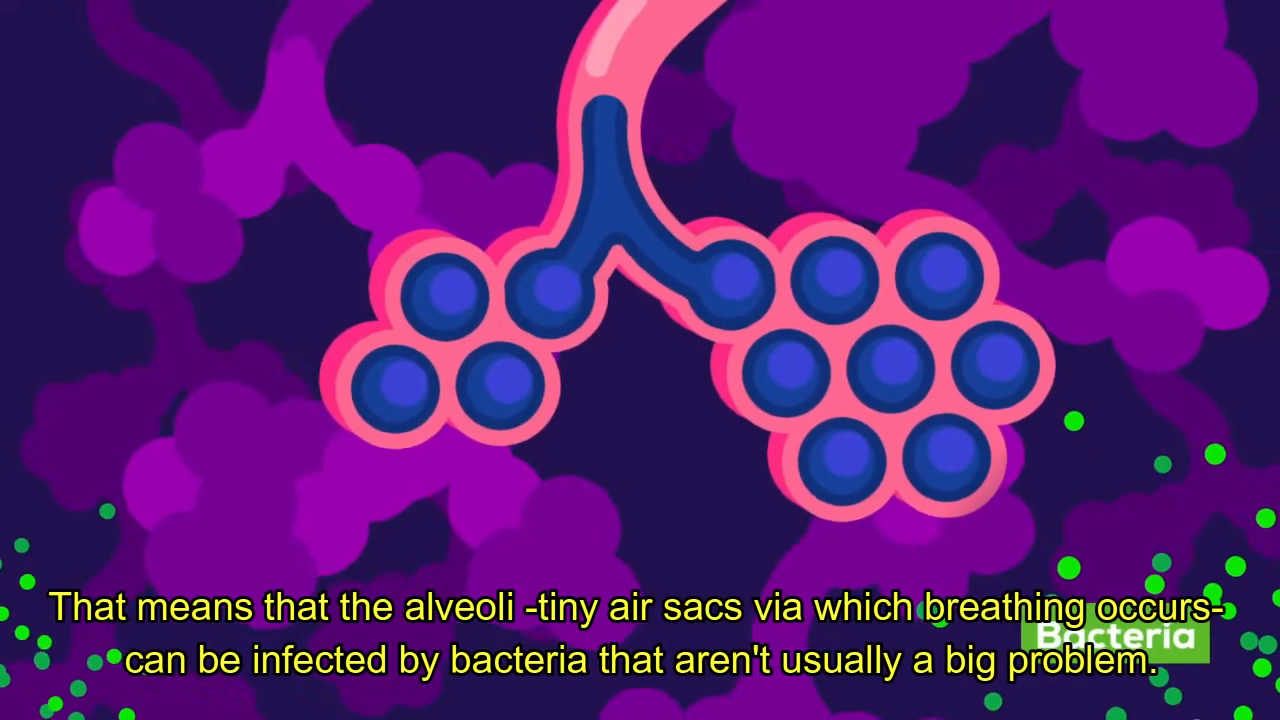 That means that the alveoli -tiny air sacs via which breathing occurs-
can be infected by bacteria that aren't usually a big problem.
Bacteria